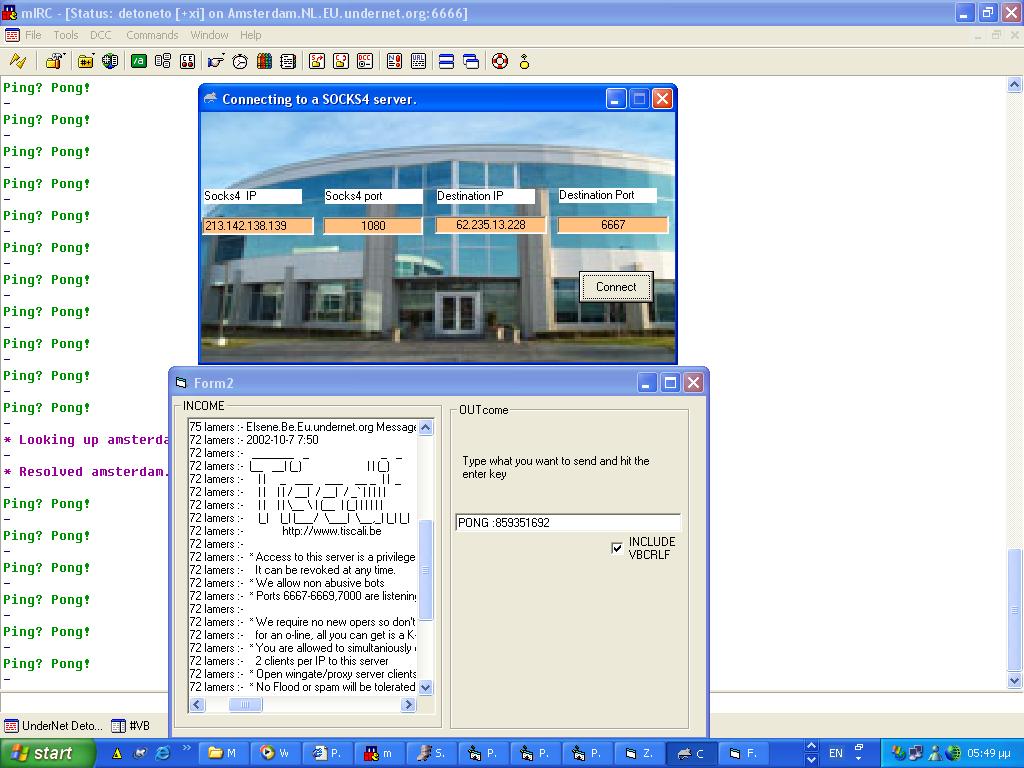 mIRC - [Status: detoneto [+xi] on Amsterdam.NL.EU.undernet.org:6666]
File Tools DCC Commands Window Help
Ping? Pong!
-
Ping? Pong!
-
Ping? Pong!
-
Ping? Pong!
-
Ping? Pong!
-
Ping? Pong!
-
Ping? Pong!
-
Ping? Pong!
-
Ping? Pong!
-
Ping? Pong!
-
Ping? Pong!
-
* Looking up amsterda
-
* Resolved amsterdam.
-
Ping? Pong!
-
Ping? Pong!
-
Ping? Pong!
-
Ping? Pong!
-
Ping? Pong!
-
Ping? Pong!
-
Connecting to a SOCKS4 server.
Socks4 IP Socks4 port Destination IP Destination Port
213.142.138.139 1080 62.235.13.228 6667
Connect
Form2
INCOME
75 lamers :- Elsene.Be.Eu.undernet.org Message
72 lamers :- 2002-10-7 7:50
72 lamers :-
72 lamers :-
72 lamers :-
72 lamers :-
72 lamers :-
72 lamers :-
72 lamers :- http://www.tiscali.be
72 lamers :-
72 lamers :- * Access to this server is a privilege
72 lamers :- It can be revoked at any time.
72 lamers :- * We allow non abusive bots
72 lamers :- * Ports 6667-6669,7000 are listening
72 lamers :-
72 lamers :- * We require no new opers so don't
72 lamers :- for an o-line, all you can get is a K-
72 lamers :- * You are allowed to simultaniously
72 lamers :- 2 clients per IP to this server
72 lamers :- * Open wingate/proxy server clients
72 lamers :- * No Flood or spam will be tolerated
OUTcome
Type what you want to send and hit the
enter key
PONG :859351692
INCLUDE
VBCRLF
UnderNet Deto... #VB
start M W P. m S. P. P. P. Z. C F. EN 05:49 μμ